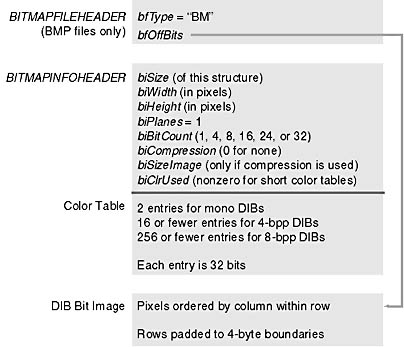 BITMAPFILEHEADER bfType = “BM”
(BMP files only) bfOffBits
BITMAPINFOHEADER biSize (of this structure)
biWidth (in pixels)
biHeight (in pixels)
biPlanes = 1
biBitCount (1, 4, 8, 16, 24, or 32)
biCompression (0 for none)
biSizeImage (only if compression is used)
biClrUsed (nonzero for short color tables)
Color Table 2 entries for mono DIBs
16 or fewer entries for 4-bpp DIBs
256 or fewer entries for 8-bpp DIBs
Each entry is 32 bits
DIB Bit Image Pixels ordered by column within row
Rows padded to 4-byte boundaries